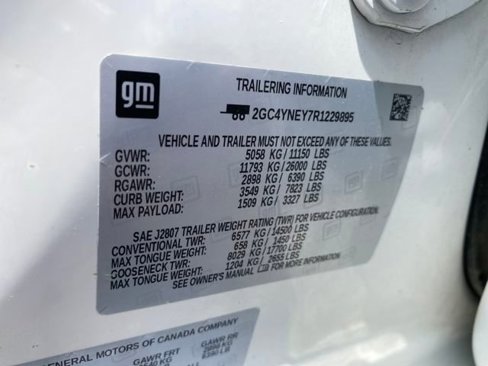 gm
TRAILERING INFORMATION
2GC4YNEY7R1229895
VEHICLE AND TRAILER MUST NOT EXCEED ANY OF THESE VALUES.
GVWR: 5058 KG/11150 LBS
GCWR: 11793 KG/26000 LBS
RGAWR: 2898 KG/ 6390 LBS
CURB WEIGHT: 3549 KG/ 7823 LBS
MAX PAYLOAD: 1509 KG/ 3327 LBS
SAE J2807 TRAILER WEIGHT RATING (TWR) FOR VEHICLE CONFIGURATION.
CONVENTIONAL TWR: 6577 KG/14500 LBS
MAX TONGUE WEIGHT: 658 KG/ 1450 LBS
GOOSENECK TWR: 8029 KG/17700 LBS
MAX TONGUE WEIGHT: 1204 KG/ 2655 LBS
SEE OWNER'S MANUAL FOR MORE INFORMATION
GENERAL MOTORS OF CANADA COMPANY
GAWR FRT GAWR RR
2898 KG
6390 LB